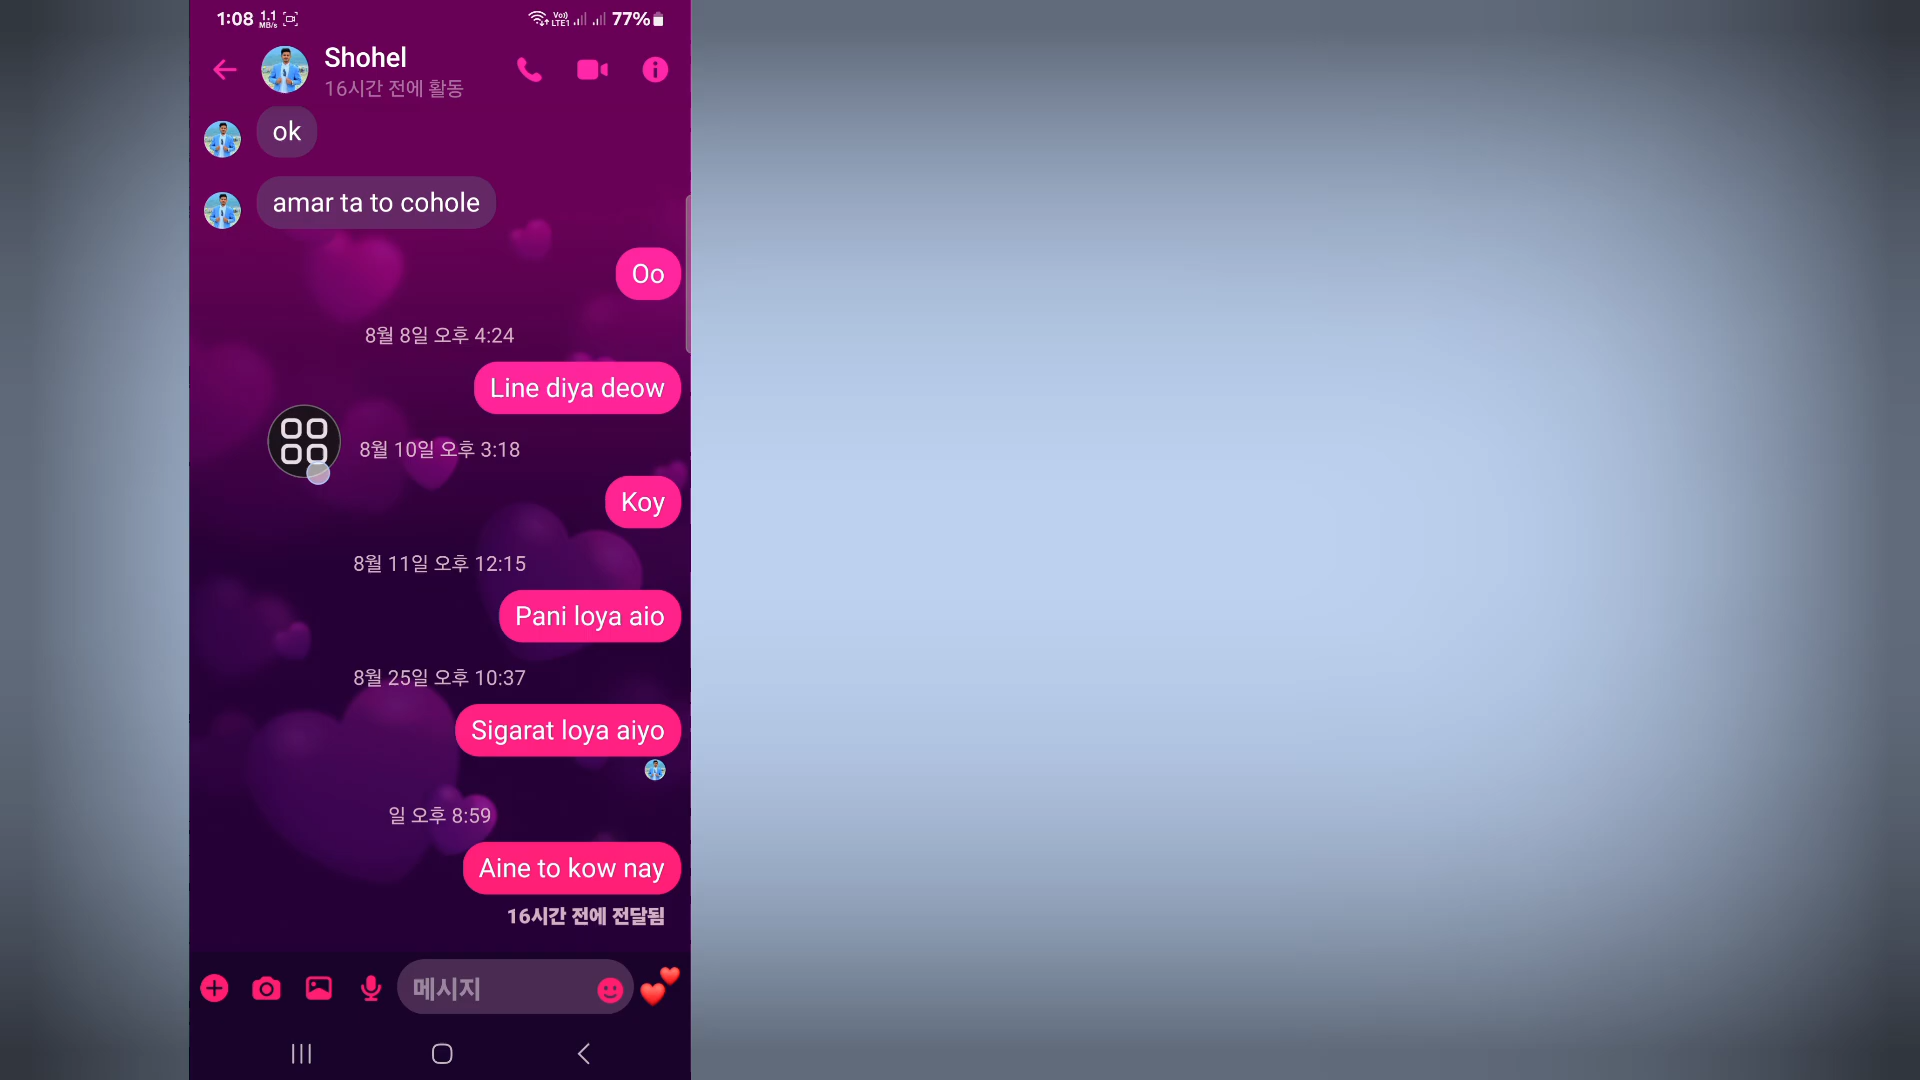 1:08 1.1 MB/s Vo) LTE1 77%
Shohel
16시간 전에 활동
ok
amar ta to cohole
Oo
8월 8일 오후 4:24
Line diya deow
8월 10일 오후 3:18
Koy
8월 11일 오후 12:15
Pani loya aio
8월 25일 오후 10:37
Sigarat loya aiyo
일 오후 8:59
Aine to kow nay
16시간 전에 전달됨
메시지